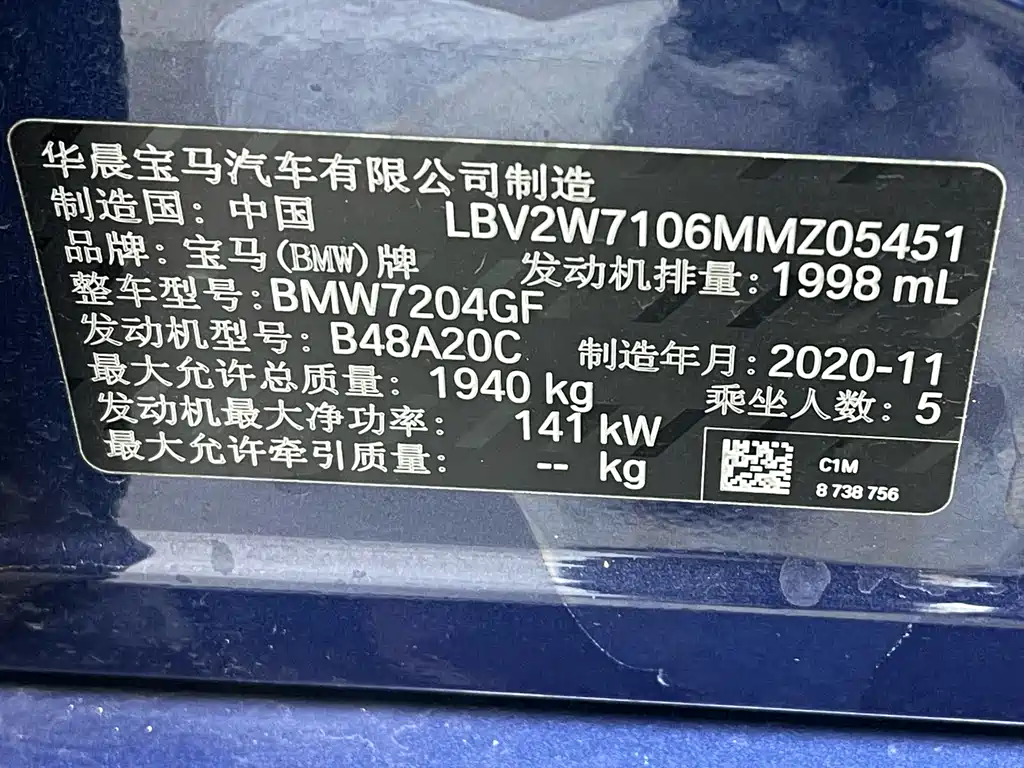 华晨宝马汽车有限公司制造
制造国：中国 LBV2W7106MMZ05451
品牌：宝马(BMW)牌 发动机排量：1998 mL
整车型号：BMW7204GF
发动机型号：B48A20C 制造年月：2020-11
最大允许总质量：1940 kg 乘坐人数：5
发动机最大净功率：141 kW
最大允许牵引质量：-- kg
C1M
8 738 756